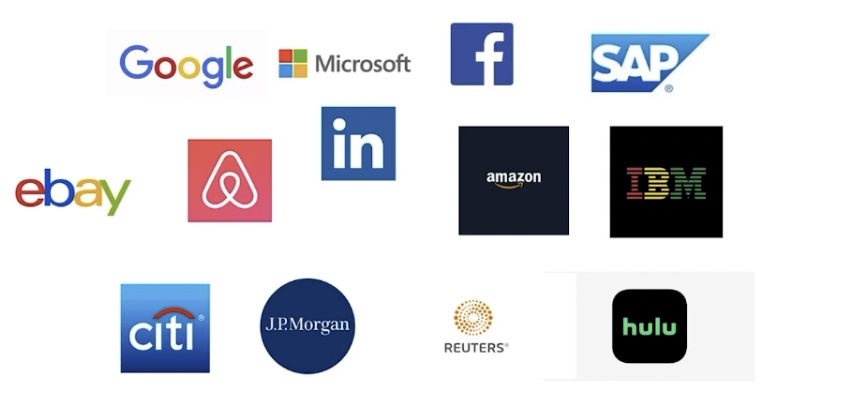 Google
Microsoft
f
SAP®
in
ebay
amazon
IBM
citi®
J.P.Morgan
REUTERS®
hulu